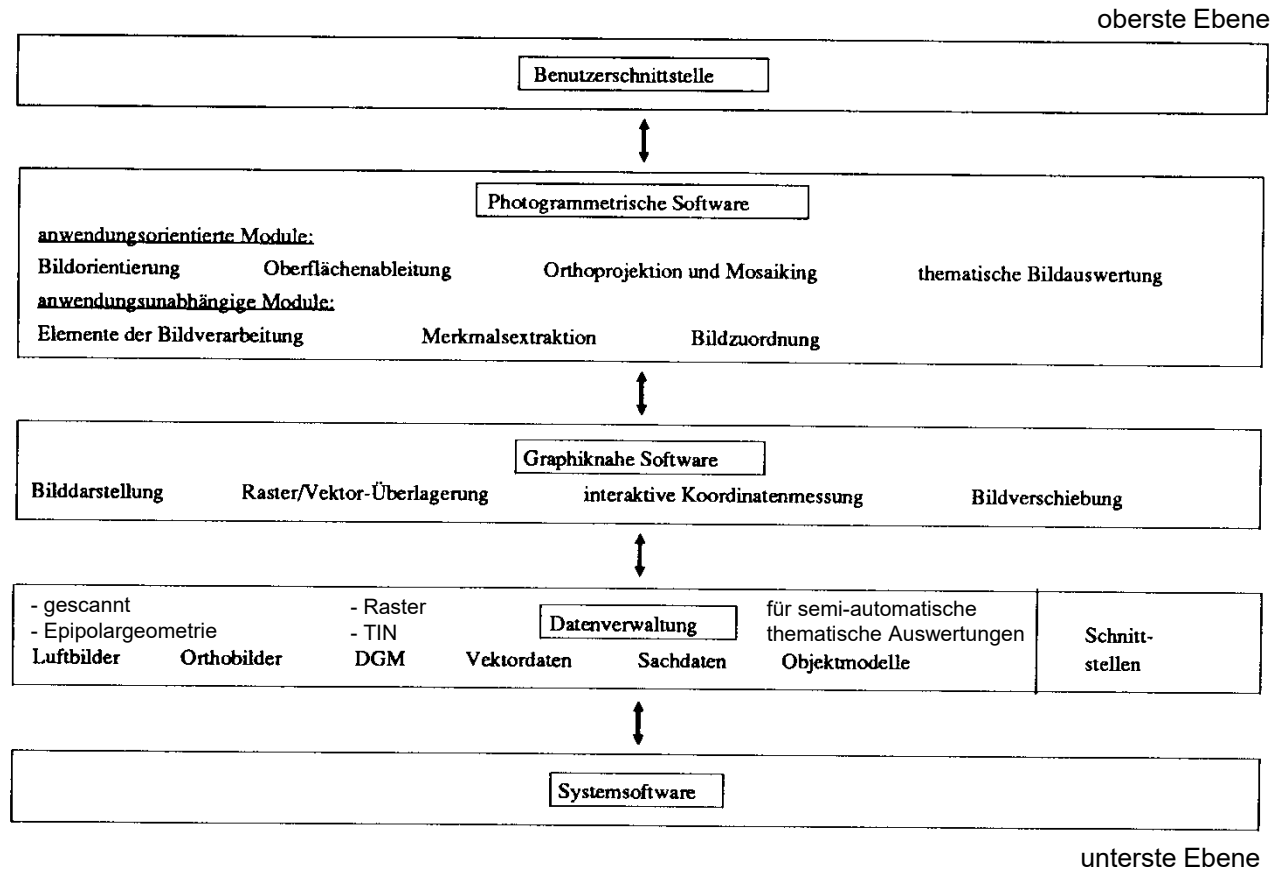 oberste Ebene
Benutzerschnittstelle
Photogrammetrische Software
anwendungsorientierte Module:
Bildorientierung Oberflächenableitung Orthoprojektion und Mosaiking thematische Bildauswertung
anwendungsunabhängige Module:
Elemente der Bildverarbeitung Merkmalsextraktion Bildzuordnung
Graphiknahe Software
Bilddarstellung Raster/Vektor-Überlagerung interaktive Koordinatenmessung Bildverschiebung
- gescannt - Raster für semi-automatische
- Epipolargeometrie - TIN Datenverwaltung thematische Auswertungen
Luftbilder Orthobilder DGM Vektordaten Sachdaten Objektmodelle
Schnitt-
stellen
Systemsoftware
unterste Ebene